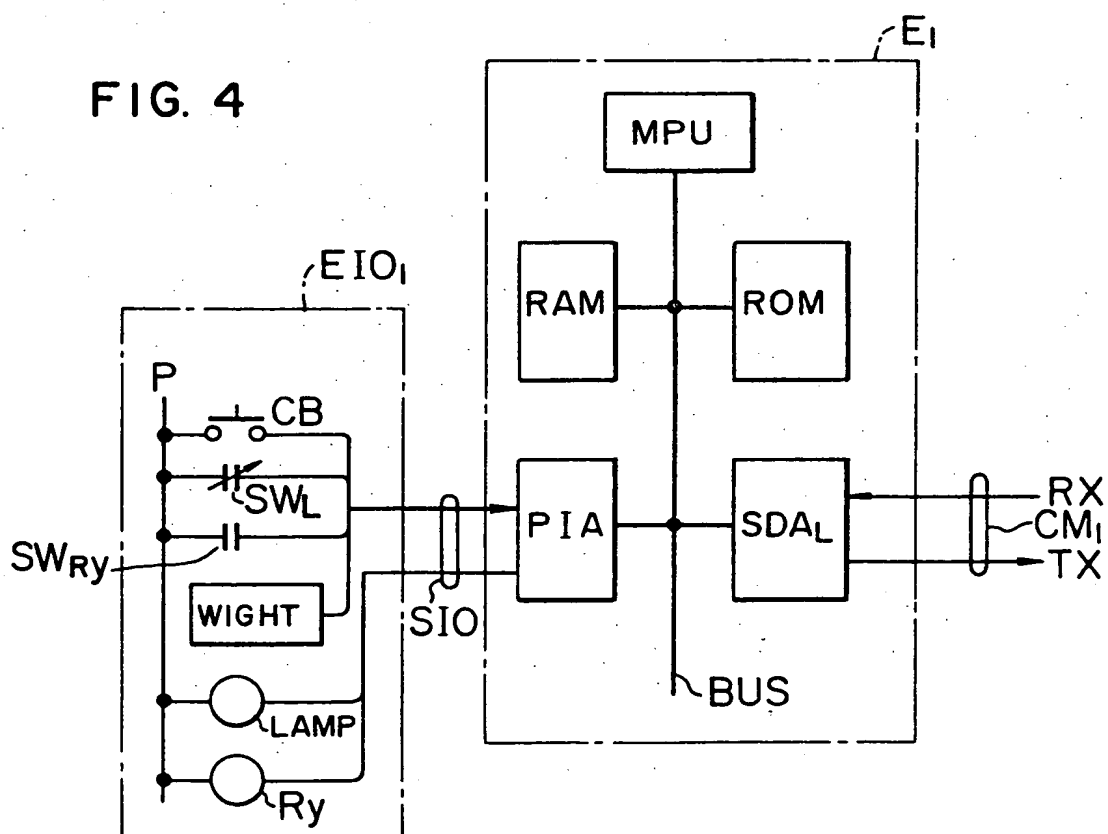 FIG. 4
E1
MPU
RAM
ROM
EIO1
P
CB
SWL
SWRy
WIGHT
LAMP
Ry
SIO
PIA
SDAL
RX
CM1
TX
BUS